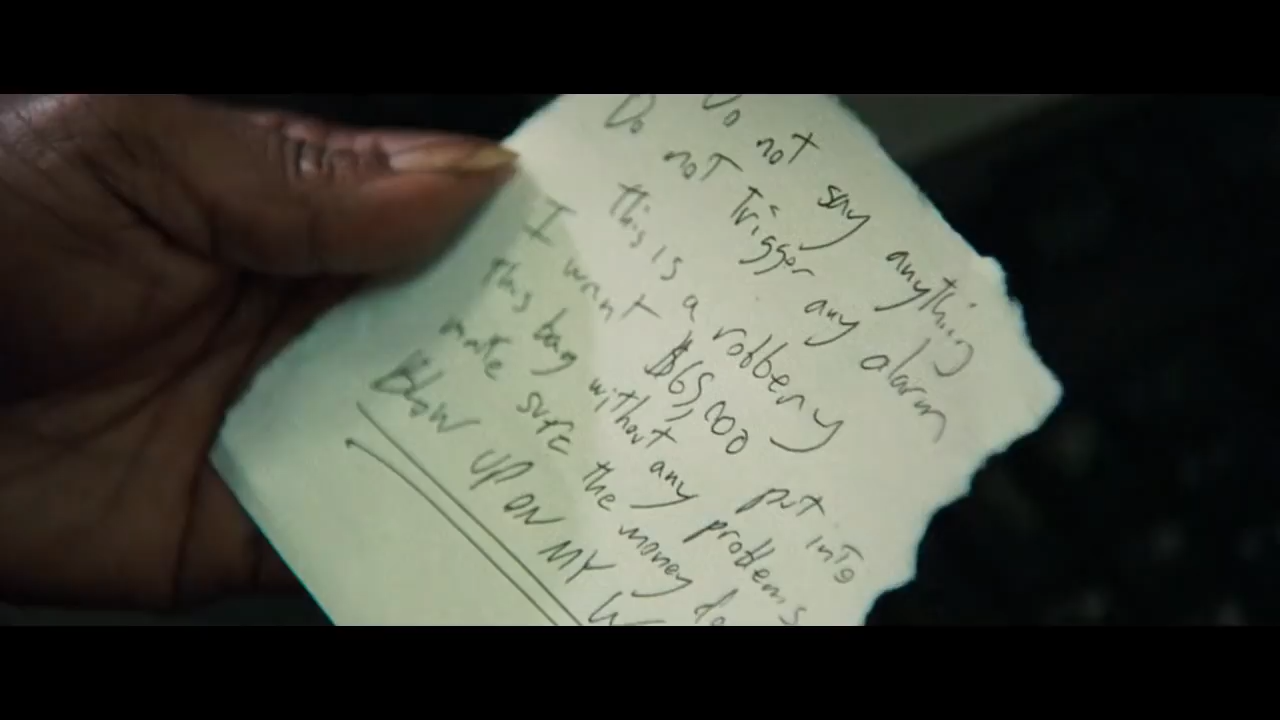 Do not say anything
Do not Trigger any alarm
this is a robbery
I want $65,000 put into
this bag without any problems
make sure the money
BLOW UP ON MY